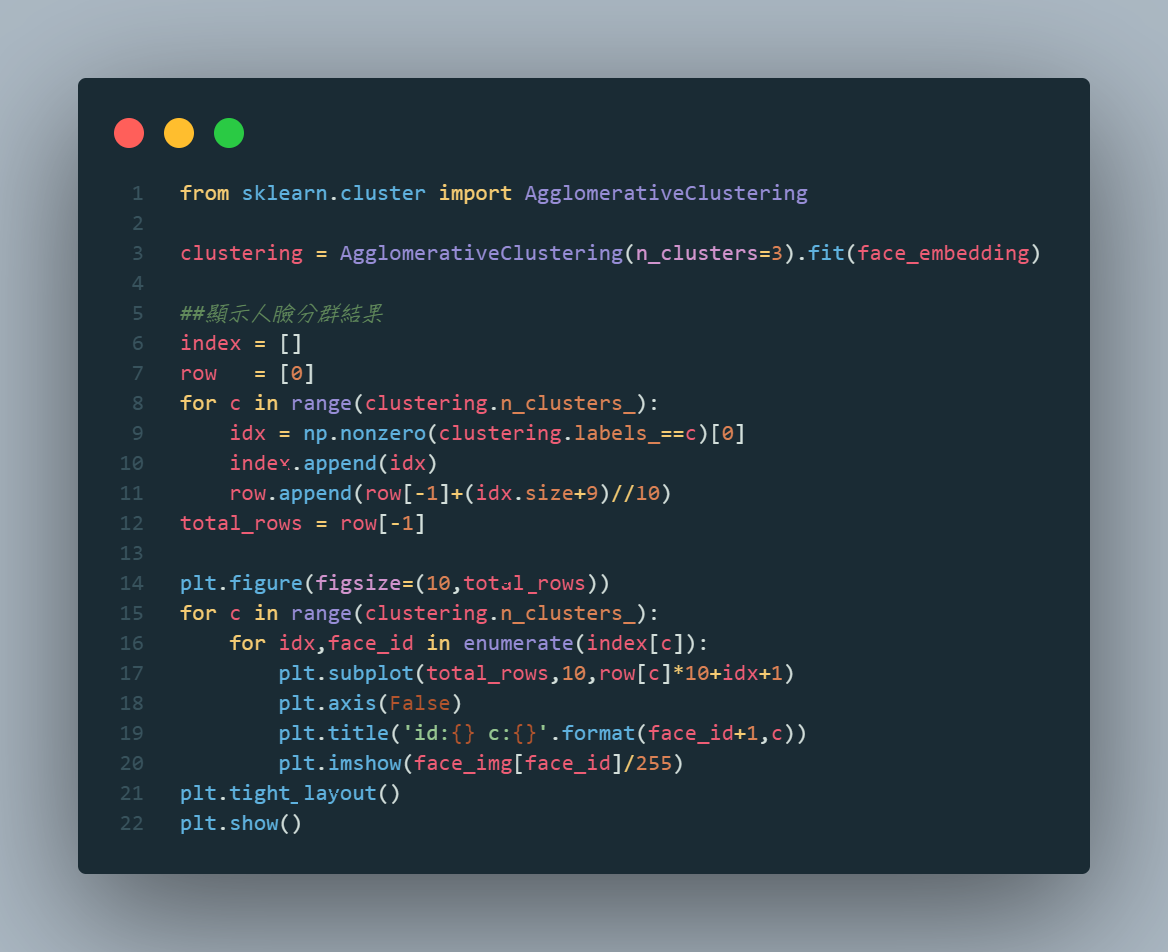 1 from sklearn.cluster import AgglomerativeClustering
2
3 clustering = AgglomerativeClustering(n_clusters=3).fit(face_embedding)
4
5 ##顯示人臉分群結果
6 index = []
7 row   = [0]
8 for c in range(clustering.n_clusters_):
9     idx = np.nonzero(clustering.labels_==c)[0]
10     index.append(idx)
11     row.append(row[-1]+(idx.size+9)//10)
12 total_rows = row[-1]
13
14 plt.figure(figsize=(10,total_rows))
15 for c in range(clustering.n_clusters_):
16     for idx,face_id in enumerate(index[c]):
17         plt.subplot(total_rows,10,row[c]*10+idx+1)
18         plt.axis(False)
19         plt.title('id:{} c:{}'.format(face_id+1,c))
20         plt.imshow(face_img[face_id]/255)
21 plt.tight_layout()
22 plt.show()